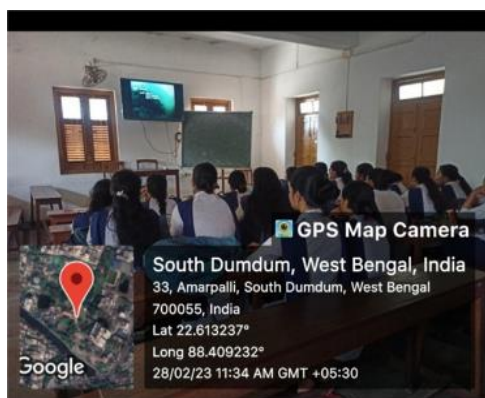 GPS Map Camera
South Dumdum, West Bengal, India
33, Amarpalli, South Dumdum, West Bengal
700055, India
Lat 22.613237°
Long 88.409232°
28/02/23 11:34 AM GMT +05:30
Google